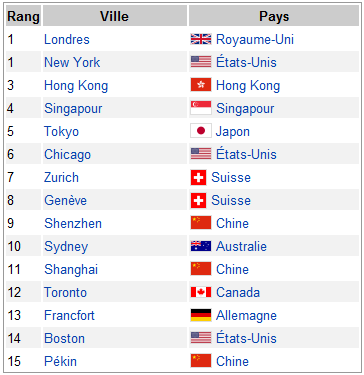 Rang Ville Pays
1 Londres Royaume-Uni
1 New York États-Unis
3 Hong Kong Hong Kong
4 Singapour Singapour
5 Tokyo Japon
6 Chicago États-Unis
7 Zurich Suisse
8 Genève Suisse
9 Shenzhen Chine
10 Sydney Australie
11 Shanghai Chine
12 Toronto Canada
13 Francfort Allemagne
14 Boston États-Unis
15 Pékin Chine